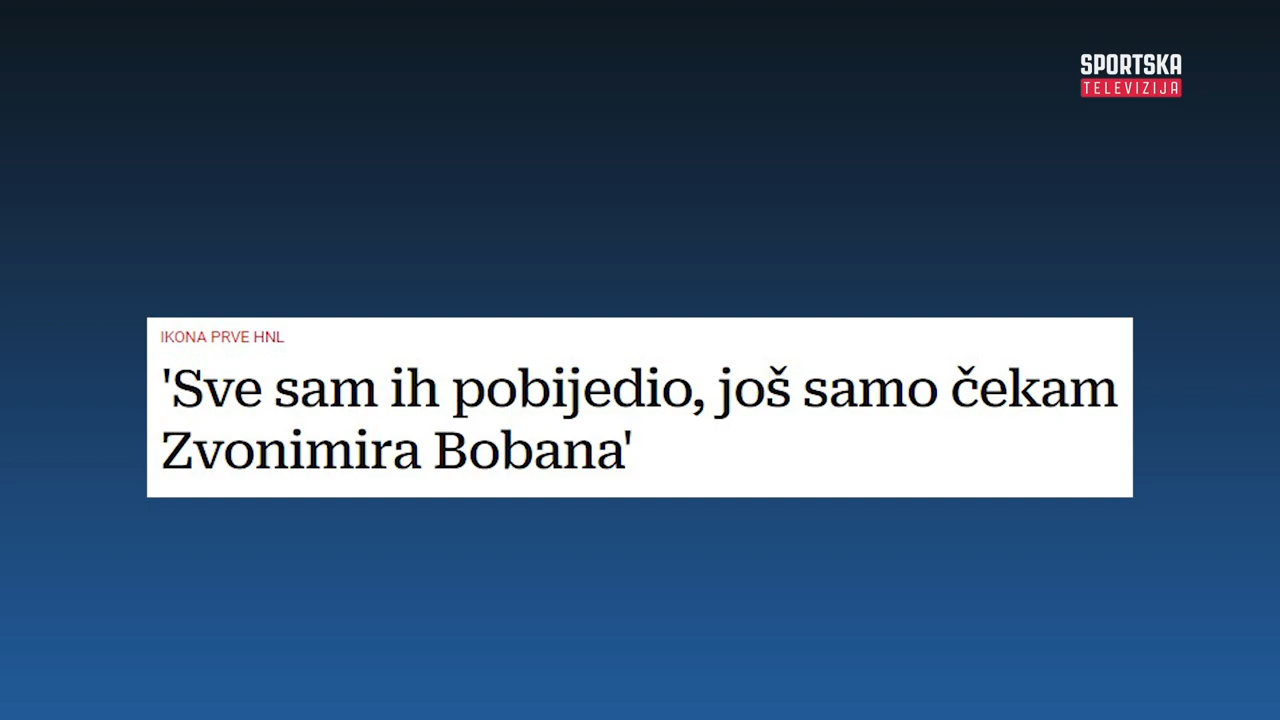 SPORTSKA
TELEVIZIJA
IKONA PRVE HNL
'Sve sam ih pobijedio, još samo čekam
Zvonimira Bobana'